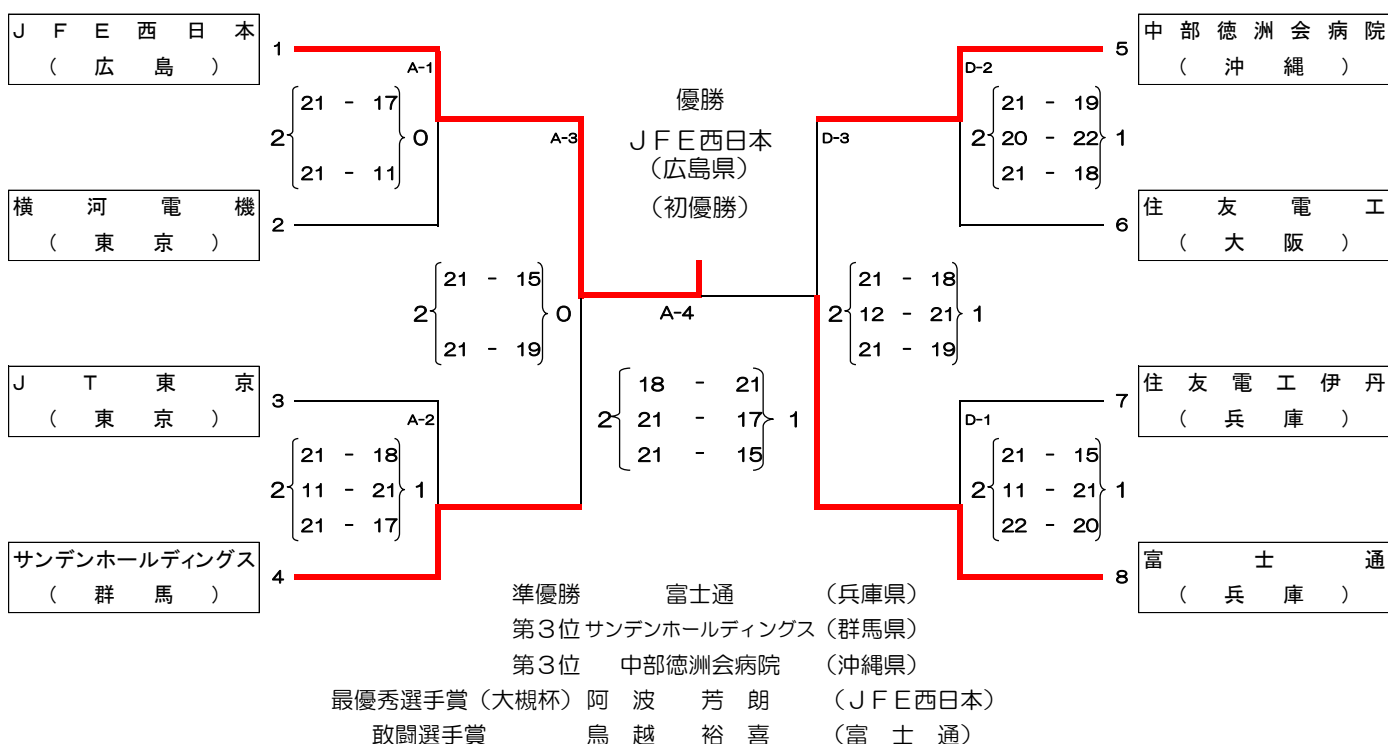 JFE西日本
(広島)
1
A-1
21 - 17
2 0
21 - 11
横河電機
(東京)
2
A-3
21 - 15
2 0
21 - 19
JT東京
(東京)
3
A-2
21 - 18
2 11 - 21 1
21 - 17
サンデンホールディングス
(群馬)
4
優勝
JFE西日本
(広島県)
(初優勝)
A-4
18 - 21
2 21 - 17 1
21 - 15
中部徳洲会病院
(沖縄)
5
D-2
21 - 19
2 20 - 22 1
21 - 18
住友電工
(大阪)
6
D-3
21 - 18
2 12 - 21 1
21 - 19
住友電工伊丹
(兵庫)
7
D-1
21 - 15
2 11 - 21 1
22 - 20
富士通
(兵庫)
8
準優勝 富士通 (兵庫県)
第3位 サンデンホールディングス (群馬県)
第3位 中部徳洲会病院 (沖縄県)
最優秀選手賞(大槻杯) 阿波 芳朗 (JFE西日本)
敢闘選手賞 鳥越 裕喜 (富士通)